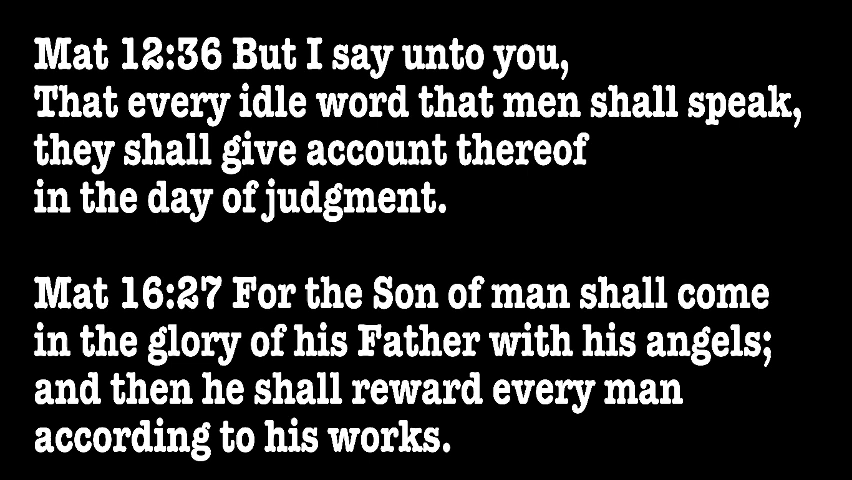 Mat 12:36 But I say unto you,
That every idle word that men shall speak,
they shall give account thereof
in the day of judgment.
Mat 16:27 For the Son of man shall come
in the glory of his Father with his angels;
and then he shall reward every man
according to his works.